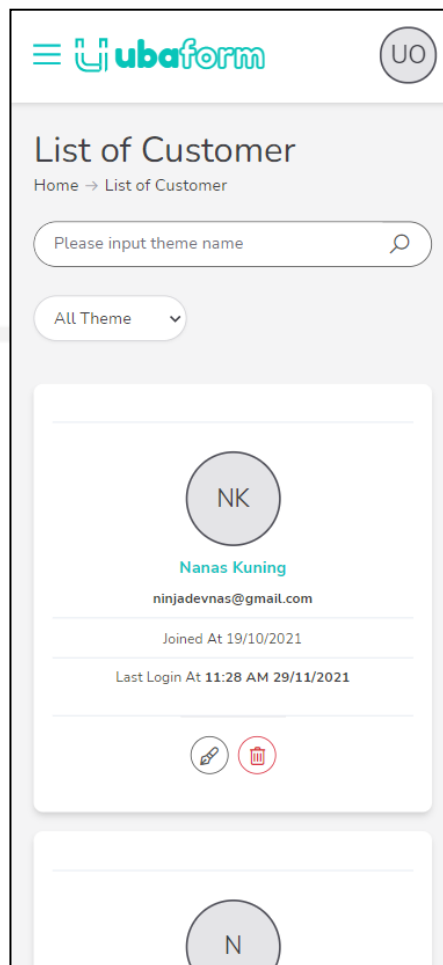 ubaform
UO
List of Customer
Home → List of Customer
Please input theme name
All Theme
NK
Nanas Kuning
ninjadevnas@gmail.com
Joined At 19/10/2021
Last Login At 11:28 AM 29/11/2021
N